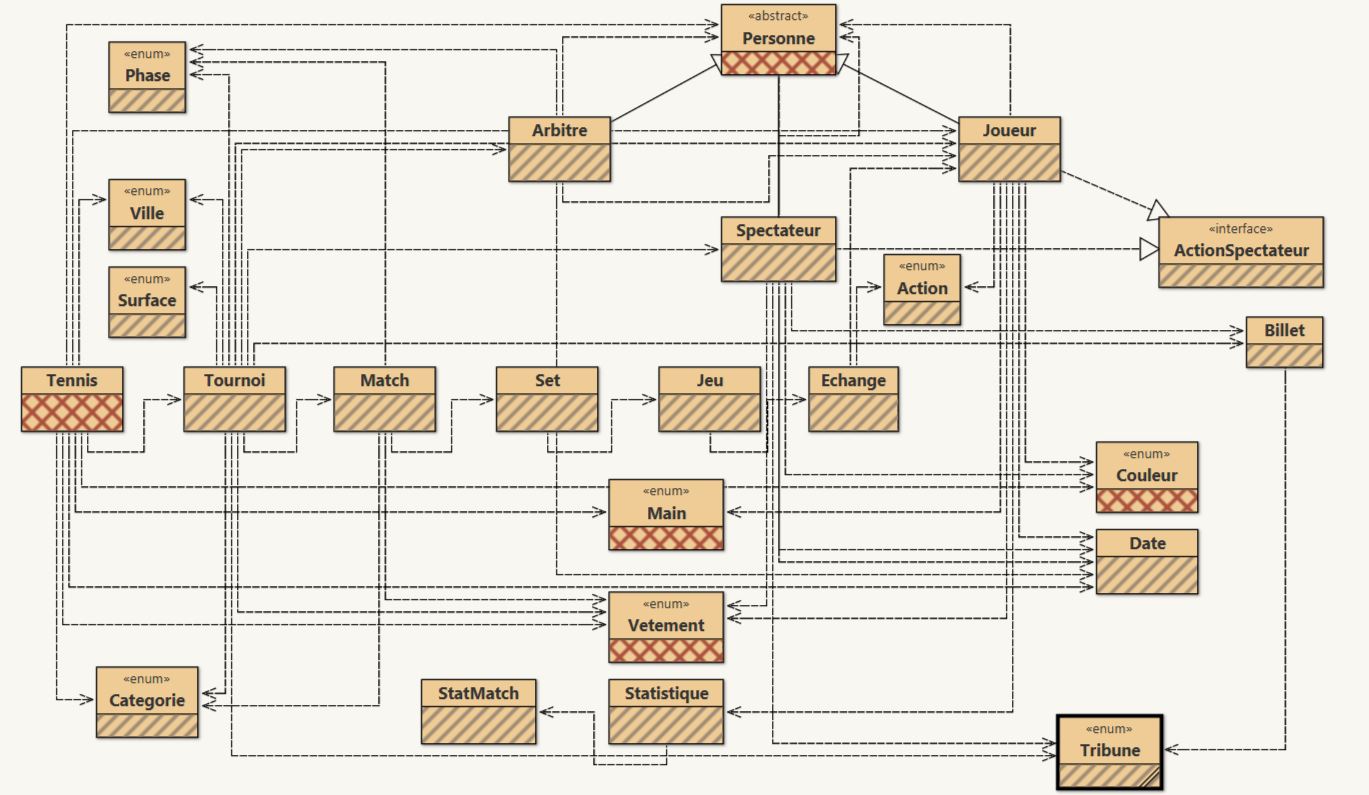 «abstract»
Personne
«enum»
Phase
Arbitre
Joueur
«enum»
Ville
Spectateur
«interface»
ActionSpectateur
«enum»
Action
«enum»
Surface
Billet
Tennis
Tournoi
Match
Set
Jeu
Echange
«enum»
Couleur
«enum»
Main
Date
«enum»
Vetement
«enum»
Categorie
StatMatch
Statistique
«enum»
Tribune